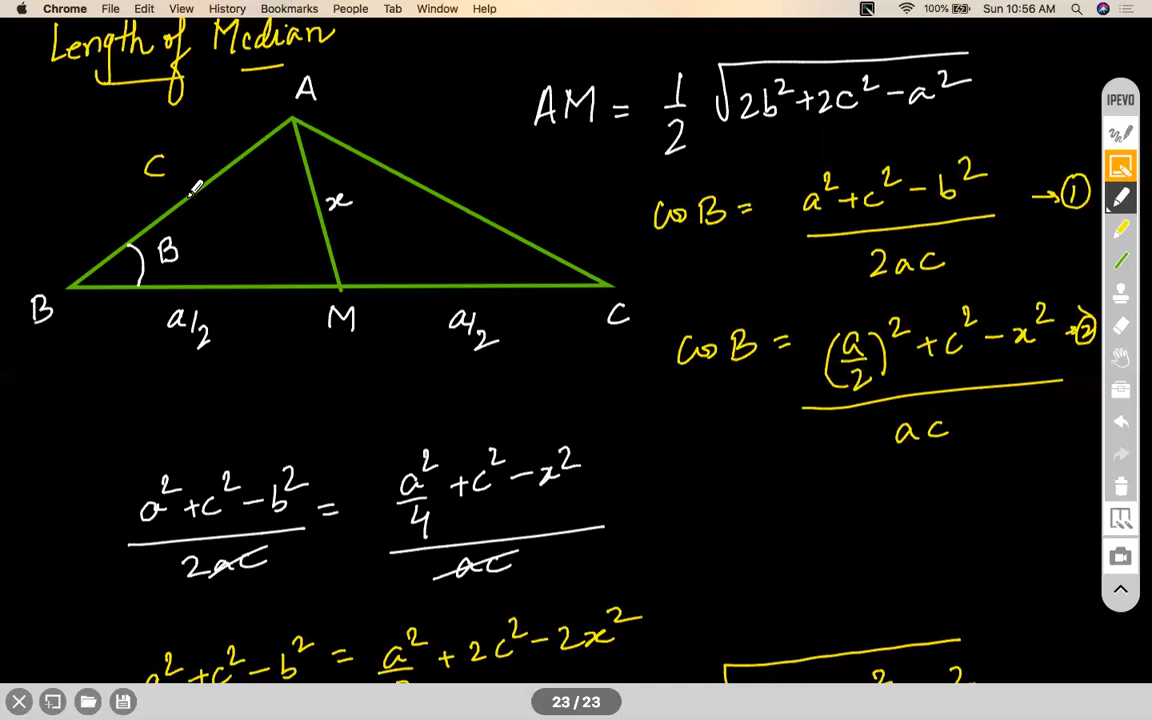 Chrome File Edit View History Bookmarks People Tab Window Help 100% Sun 10:56 AM
Length of Median
A
AM = 1/2 √(2b²+2c²-a²)
IPEVO
C
x
cos B = (a²+c²-b²)/(2ac) → ①
B
B a/2 M a/2 C
cos B = ((a/2)²+c²-x²)/(ac) → ②
(a²+c²-b²)/(2ac) = (a²/4+c²-x²)/(ac)
a²+c²-b² = a²/2+2c²-2x²
23 / 23